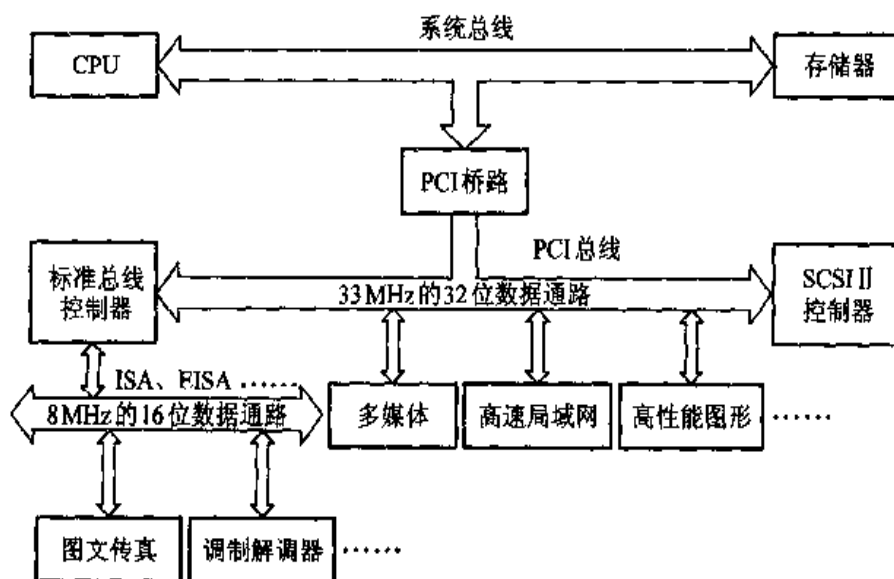 系统总线
CPU
存储器
PCI桥路
PCI总线
标准总线
控制器
33MHz的32位数据通路
SCSIⅡ
控制器
ISA、EISA ……
8MHz的16位数据通路
多媒体
高速局域网
高性能图形
……
图文传真
调制解调器
……